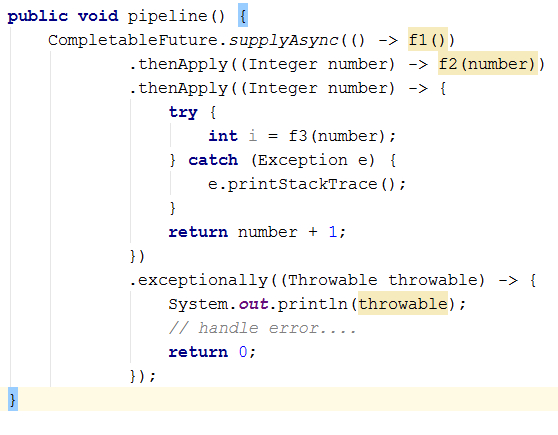 public void pipeline() {
    CompletableFuture.supplyAsync(() -> f1())
            .thenApply((Integer number) -> f2(number))
            .thenApply((Integer number) -> {
                try {
                    int i = f3(number);
                } catch (Exception e) {
                    e.printStackTrace();
                }
                return number + 1;
            })
            .exceptionally((Throwable throwable) -> {
                System.out.println(throwable);
                // handle error....
                return 0;
            });
}